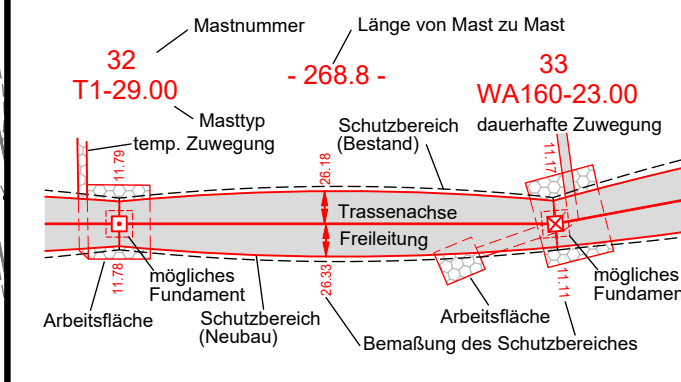 Mastnummer
Länge von Mast zu Mast
32
T1-29.00
- 268.8 -
33
WA160-23.00
Masttyp
temp. Zuwegung
Schutzbereich
(Bestand)
dauerhafte Zuwegung
11.79
26.18
11.17
Trassenachse
Freileitung
11.78
26.33
11.11
mögliches
Fundament
mögliches
Fundamen
Arbeitsfläche
Schutzbereich
(Neubau)
Arbeitsfläche
Bemaßung des Schutzbereiches